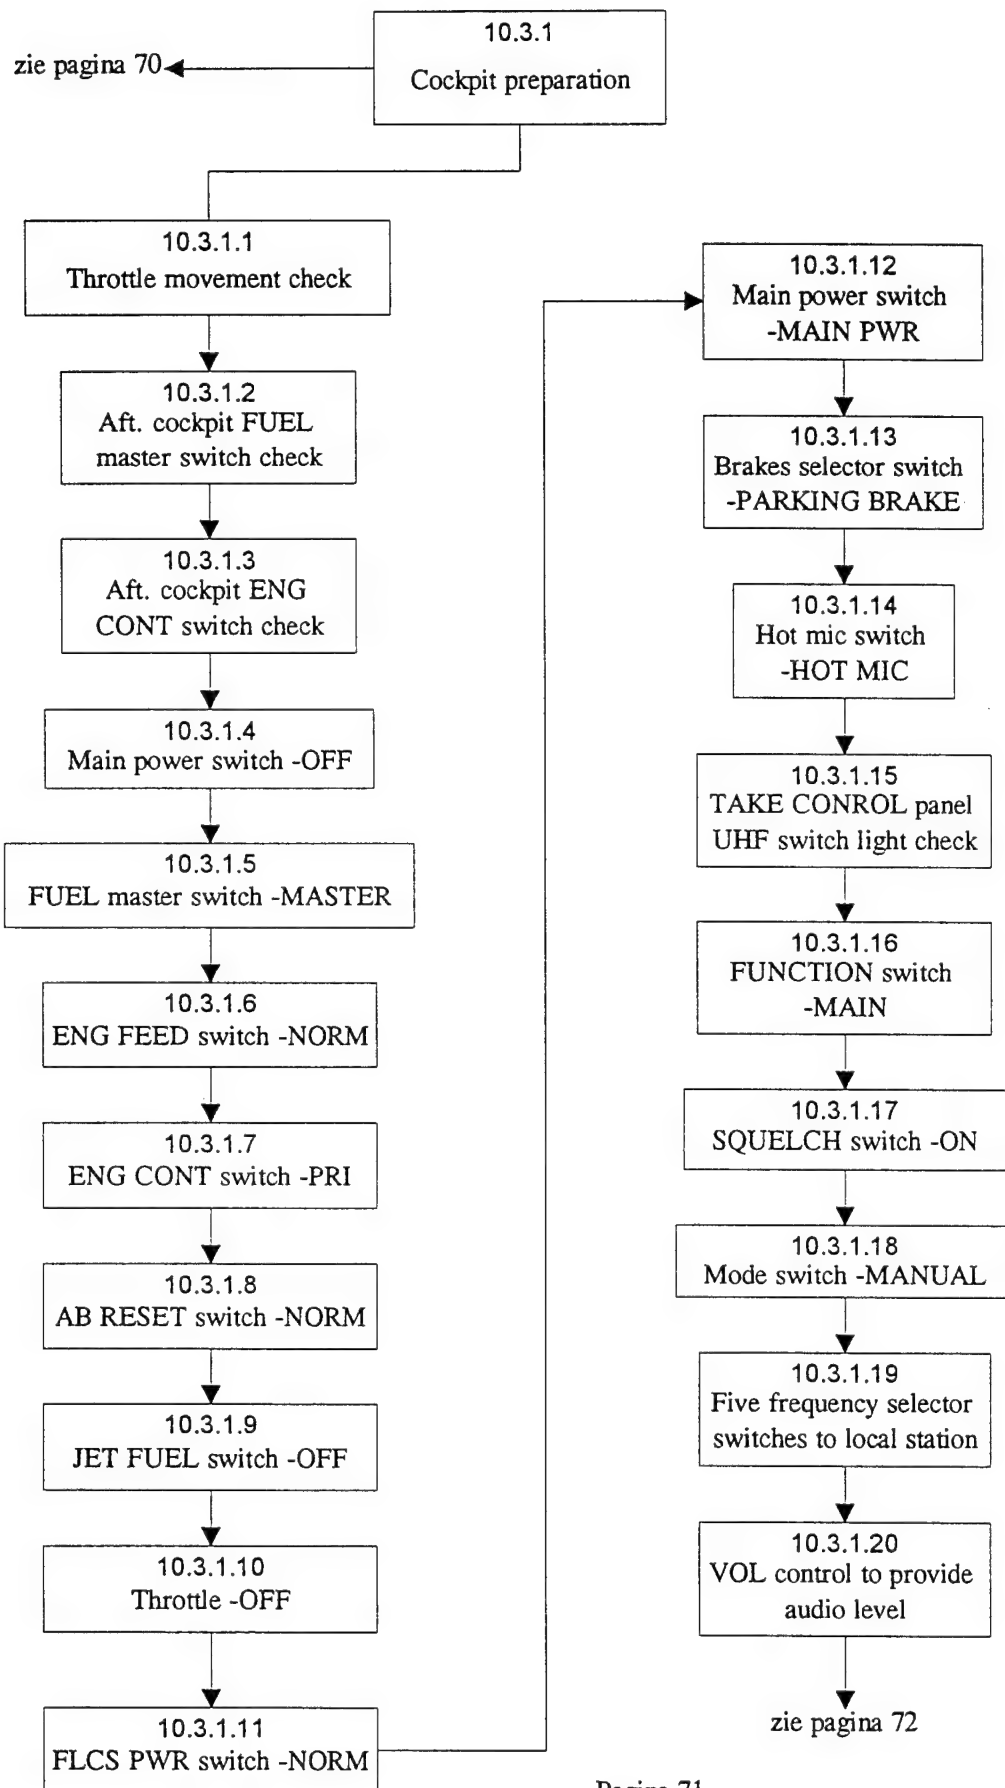 10.3.1
Cockpit preparation
zie pagina 70
10.3.1.1
Throttle movement check
10.3.1.2
Aft. cockpit FUEL
master switch check
10.3.1.3
Aft. cockpit ENG
CONT switch check
10.3.1.4
Main power switch -OFF
10.3.1.5
FUEL master switch -MASTER
10.3.1.6
ENG FEED switch -NORM
10.3.1.7
ENG CONT switch -PRI
10.3.1.8
AB RESET switch -NORM
10.3.1.9
JET FUEL switch -OFF
10.3.1.10
Throttle -OFF
10.3.1.11
FLCS PWR switch -NORM
10.3.1.12
Main power switch
-MAIN PWR
10.3.1.13
Brakes selector switch
-PARKING BRAKE
10.3.1.14
Hot mic switch
-HOT MIC
10.3.1.15
TAKE CONROL panel
UHF switch light check
10.3.1.16
FUNCTION switch
-MAIN
10.3.1.17
SQUELCH switch -ON
10.3.1.18
Mode switch -MANUAL
10.3.1.19
Five frequency selector
switches to local station
10.3.1.20
VOL control to provide
audio level
zie pagina 72
Pagina 71